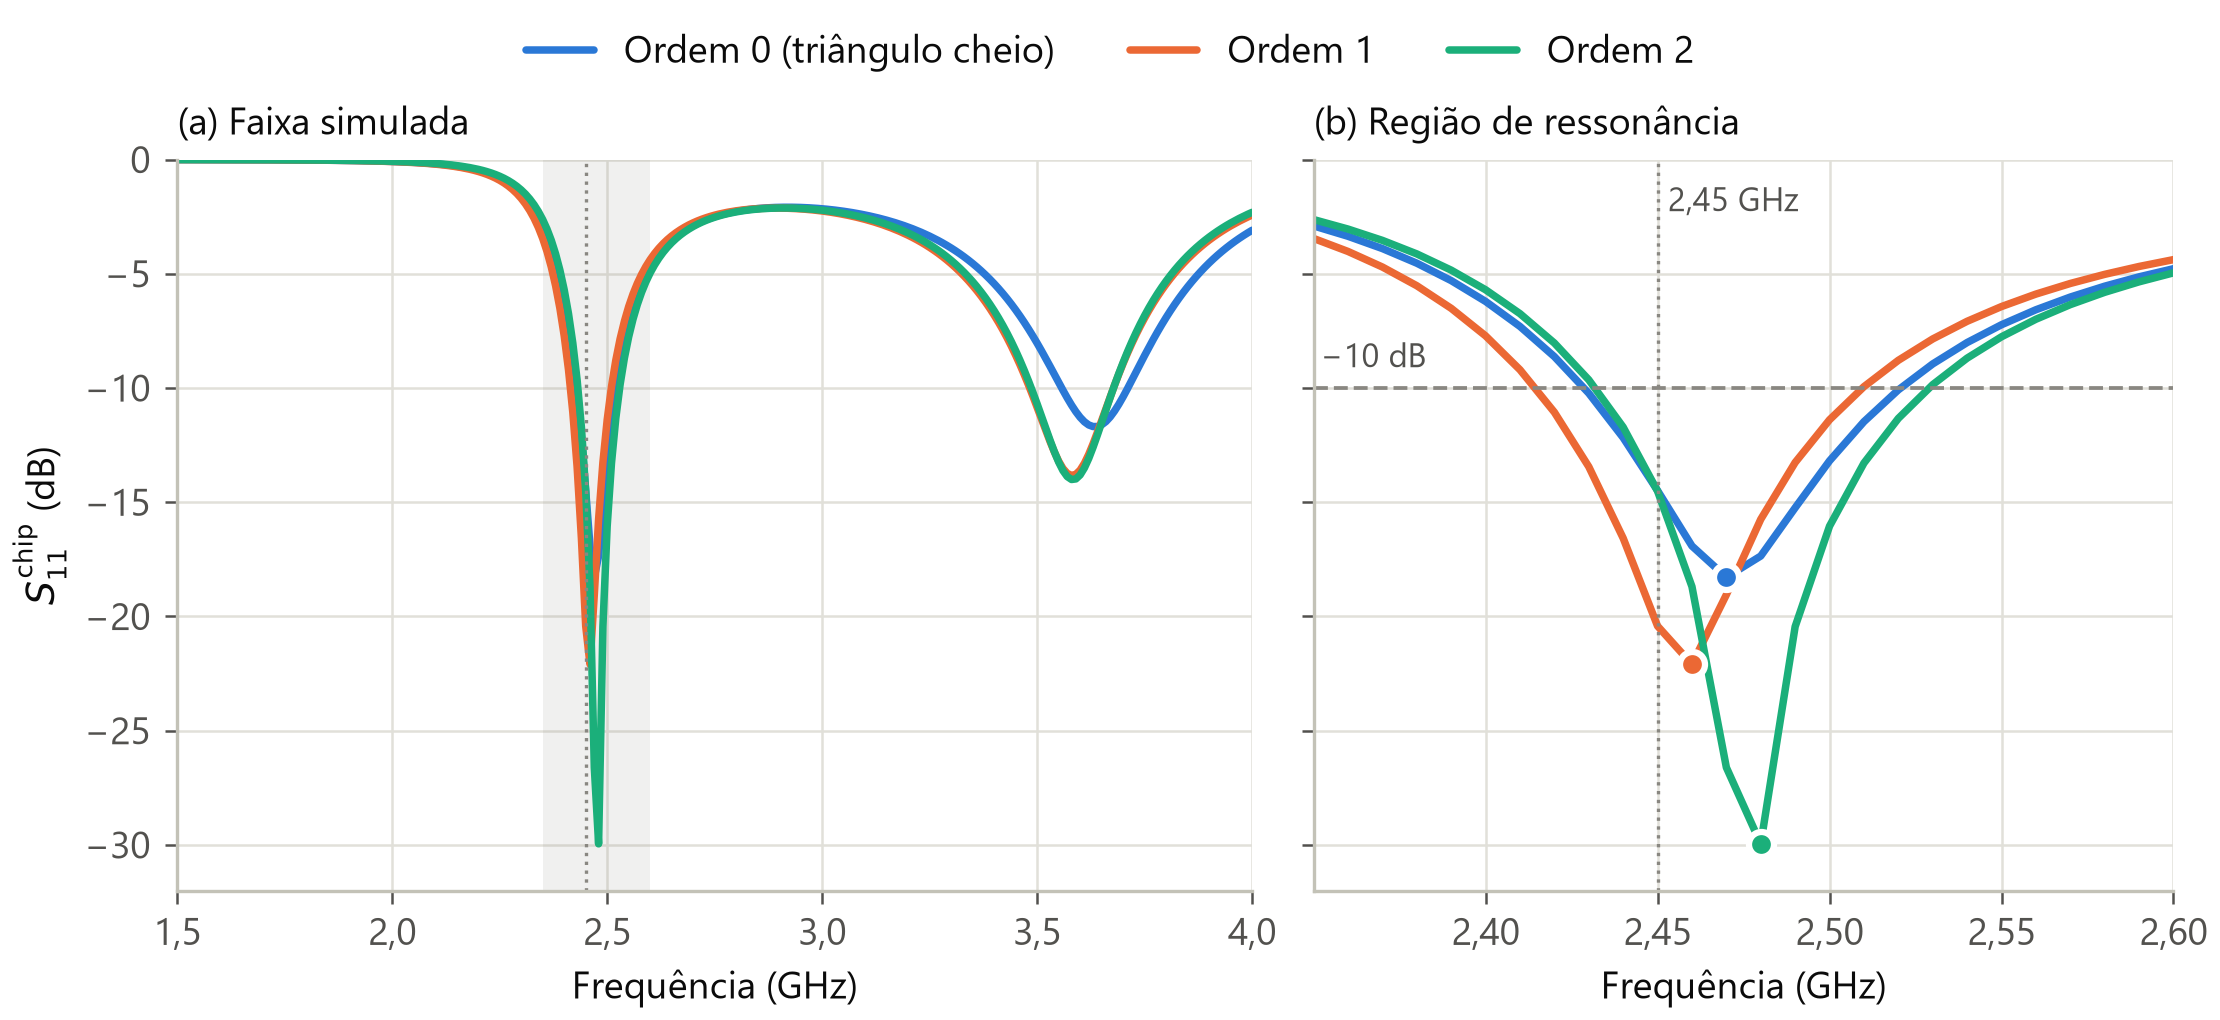 Ordem 0 (triângulo cheio) Ordem 1 Ordem 2
(a) Faixa simulada
(b) Região de ressonância
0
−5
−10
−15
−20
−25
−30
S11chip (dB)
2,45 GHz
−10 dB
1,5 2,0 2,5 3,0 3,5 4,0
2,40 2,45 2,50 2,55 2,60
Frequência (GHz)
Frequência (GHz)